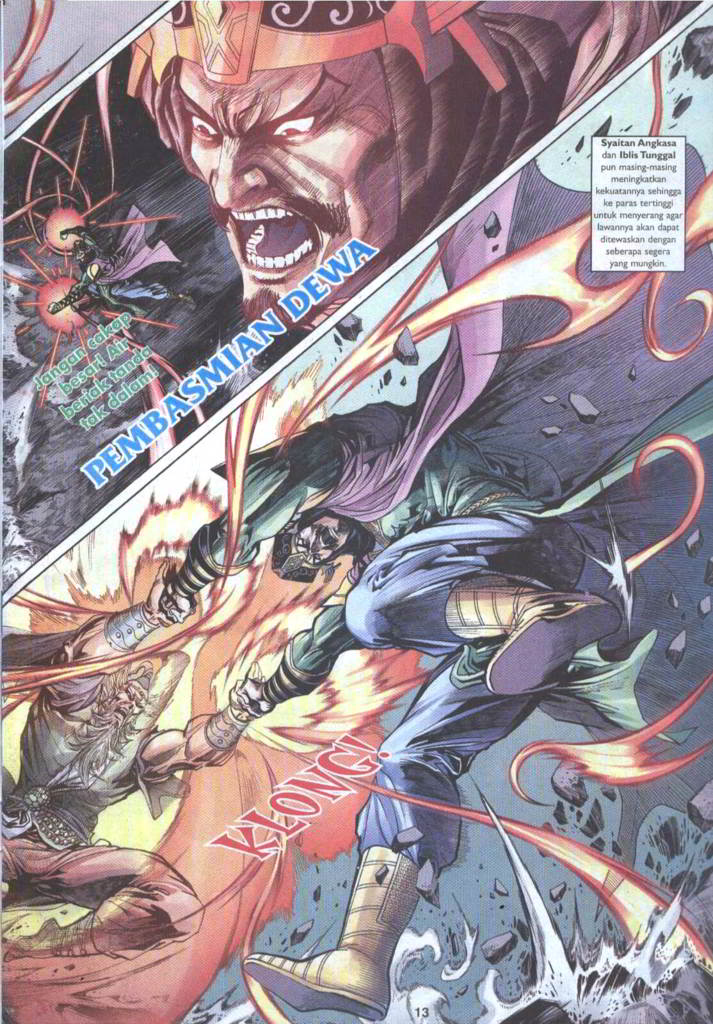 Syaitan Angkasa
dan Iblis Tunggal
pun masing-masing
meningkatkan
kekuatannya sehingga
ke paras tertinggi
untuk menyerang agar
lawannya akan dapat
ditewaskan dengan
seberapa segera
yang mungkin.
Jangan cakap
besar! Air
beriak tanda
tak dalam!
PEMBASMIAN DEWA
KLONG!
13